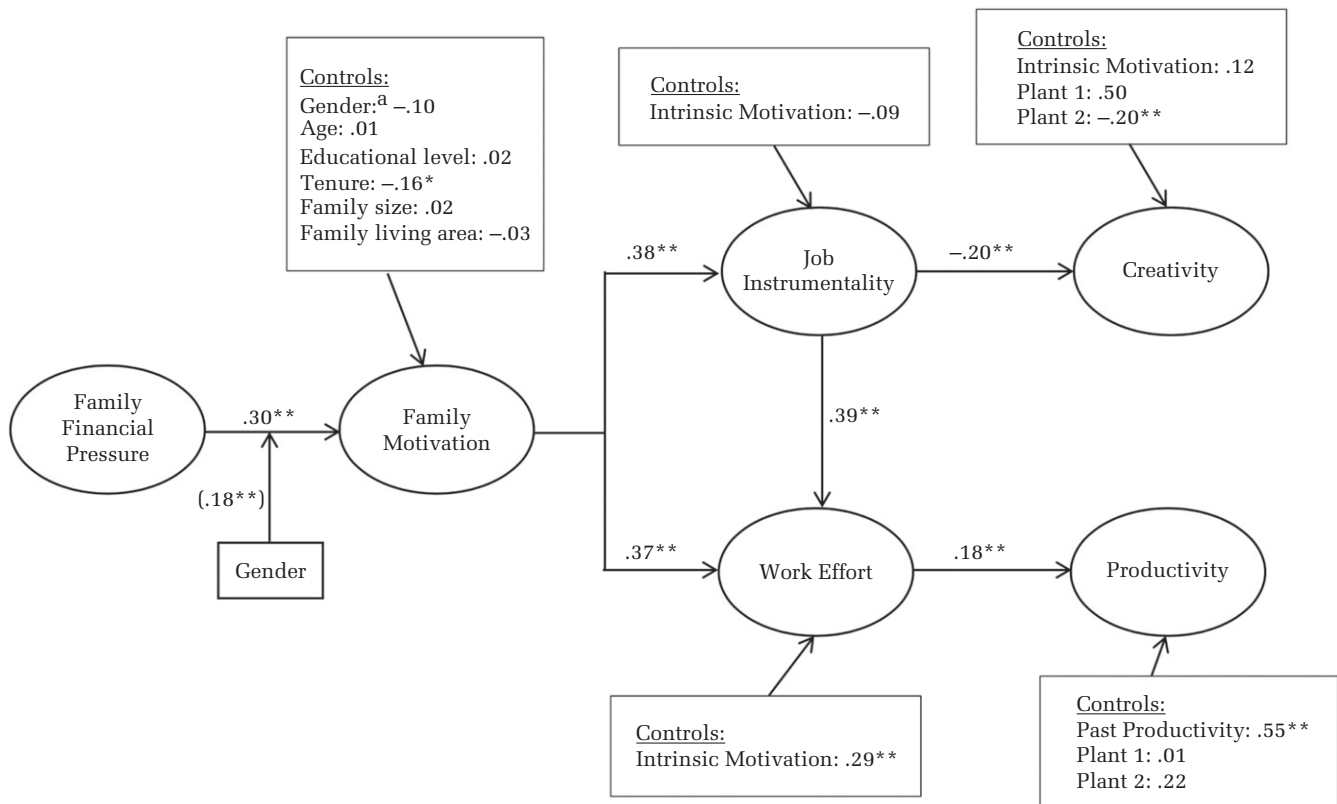 Controls:
Gender:a –.10
Age: .01
Educational level: .02
Tenure: –.16*
Family size: .02
Family living area: –.03
Controls:
Intrinsic Motivation: –.09
Controls:
Intrinsic Motivation: .12
Plant 1: .50
Plant 2: –.20**
.38**
Job
Instrumentality
–.20**
Creativity
Family
Financial
Pressure
.30**
Family
Motivation
.39**
(.18**)
Gender
.37**
Work Effort
.18**
Productivity
Controls:
Intrinsic Motivation: .29**
Controls:
Past Productivity: .55**
Plant 1: .01
Plant 2: .22